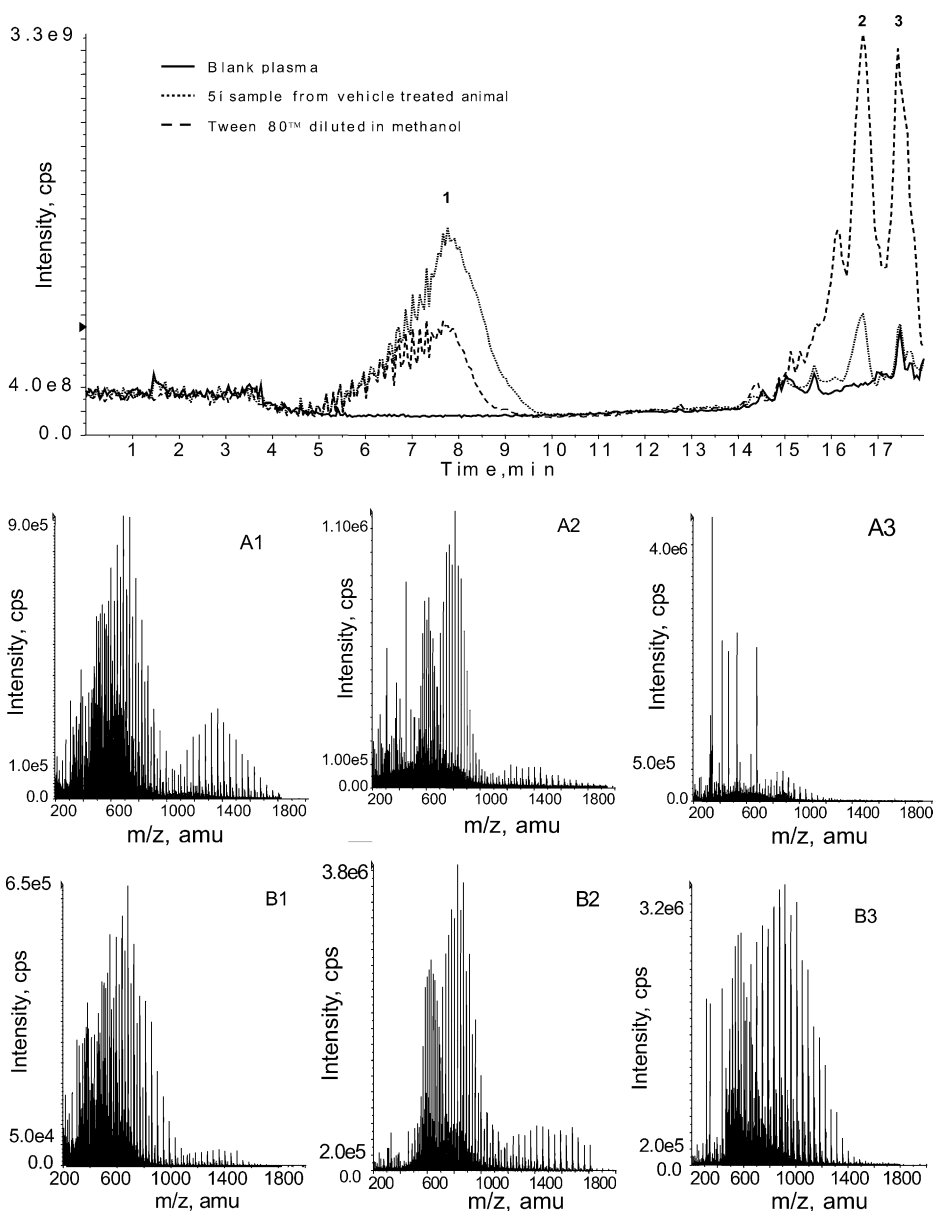 2 3
3.3e9
Blank plasma
5i sample from vehicle treated animal
Tween 80™ diluted in methanol
1
Intensity, cps
4.0e8
0.0
1 2 3 4 5 6 7 8 9 10 11 12 13 14 15 16 17
Time,min
9.0e5
A1
Intensity, cps
1.0e5
0.0
200 600 1000 1400 1800
m/z, amu
1.10e6
A2
Intensity, cps
1.00e5
0.00
200 600 1000 1400 1800
m/z, amu
A3
4.0e6
Intensity, cps
5.0e5
0.0
200 600 1000 1400 1800
m/z, amu
6.5e5
B1
Intensity, cps
5.0e4
0.0
200 600 1000 1400 1800
m/z, amu
3.8e6
B2
Intensity, cps
2.0e5
0.0
200 600 1000 1400 1800
m/z, amu
3.2e6
B3
Intensity, cps
2.0e5
0.0
200 600 1000 1400 1800
m/z, amu